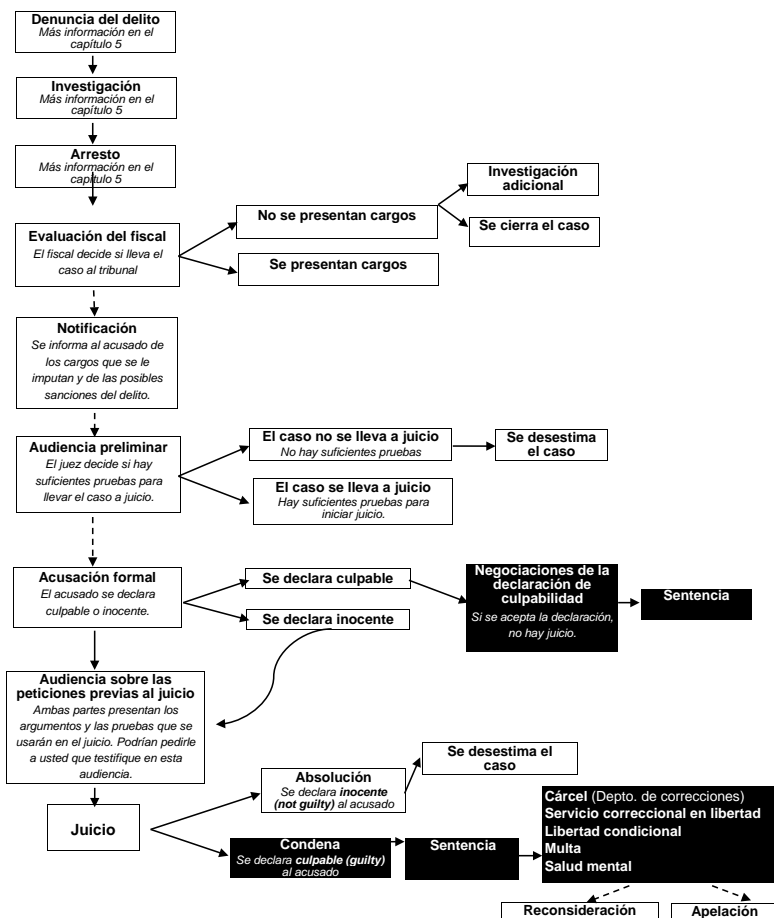 Denuncia del delito
Más información en el
capítulo 5
Investigación
Más información en el
capítulo 5
Arresto
Más información en el
capítulo 5
Investigación
adicional
No se presentan cargos
Se cierra el caso
Evaluación del fiscal
El fiscal decide si lleva el
caso al tribunal
Se presentan cargos
Notificación
Se informa al acusado de
los cargos que se le
imputan y de las posibles
sanciones del delito.
Audiencia preliminar
El juez decide si hay
suficientes pruebas para
llevar el caso a juicio.
El caso no se lleva a juicio
No hay suficientes pruebas
Se desestima
el caso
El caso se lleva a juicio
Hay suficientes pruebas para
iniciar juicio.
Acusación formal
El acusado se declara
culpable o inocente.
Se declara culpable
Se declara inocente
Negociaciones de la
declaración de
culpabilidad
Si se acepta la declaración,
no hay juicio.
Sentencia
Audiencia sobre las
peticiones previas al juicio
Ambas partes presentan los
argumentos y las pruebas que se
usarán en el juicio. Podrían pedirle
a usted que testifique en esta
audiencia.
Juicio
Absolución
Se declara inocente
(not guilty) al acusado
Se desestima el
caso
Condena
Se declara culpable (guilty)
al acusado
Sentencia
Cárcel (Depto. de correcciones)
Servicio correccional en libertad
Libertad condicional
Multa
Salud mental
Reconsideración
Apelación